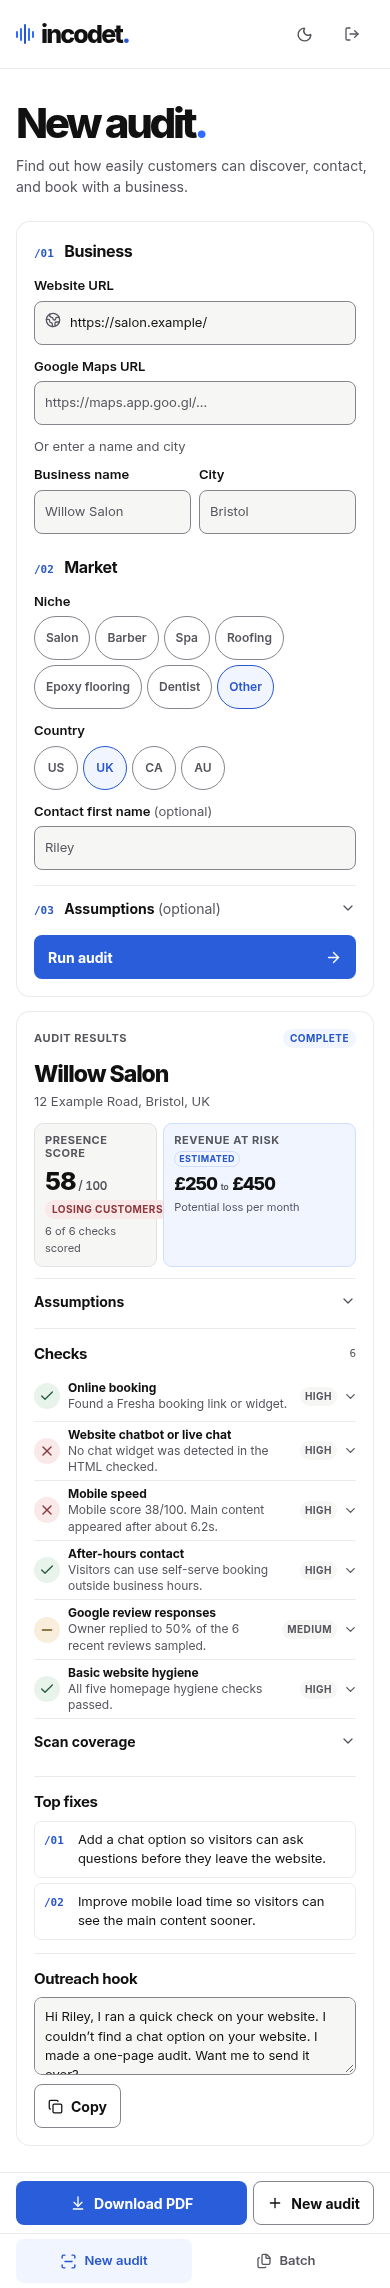 incodet.
New audit.
Find out how easily customers can discover, contact,
and book with a business.
/01 Business
Website URL
https://salon.example/
Google Maps URL
https://maps.app.goo.gl/...
Or enter a name and city
Business name City
Willow Salon Bristol
/02 Market
Niche
Salon Barber Spa Roofing
Epoxy flooring Dentist Other
Country
US UK CA AU
Contact first name (optional)
Riley
/03 Assumptions (optional)
Run audit
AUDIT RESULTS COMPLETE
Willow Salon
12 Example Road, Bristol, UK
PRESENCE
SCORE
58 / 100
LOSING CUSTOMERS
6 of 6 checks
scored
REVENUE AT RISK
ESTIMATED
£250 to £450
Potential loss per month
Assumptions
Checks 6
Online booking
Found a Fresha booking link or widget.
HIGH
Website chatbot or live chat
No chat widget was detected in the
HTML checked.
HIGH
Mobile speed
Mobile score 38/100. Main content
appeared after about 6.2s.
HIGH
After-hours contact
Visitors can use self-serve booking
outside business hours.
HIGH
Google review responses
Owner replied to 50% of the 6
recent reviews sampled.
MEDIUM
Basic website hygiene
All five homepage hygiene checks
passed.
HIGH
Scan coverage
Top fixes
/01 Add a chat option so visitors can ask
questions before they leave the website.
/02 Improve mobile load time so visitors can
see the main content sooner.
Outreach hook
Hi Riley, I ran a quick check on your website. I
couldn’t find a chat option on your website. I
made a one-page audit. Want me to send it
over?
Copy
Download PDF New audit
New audit Batch